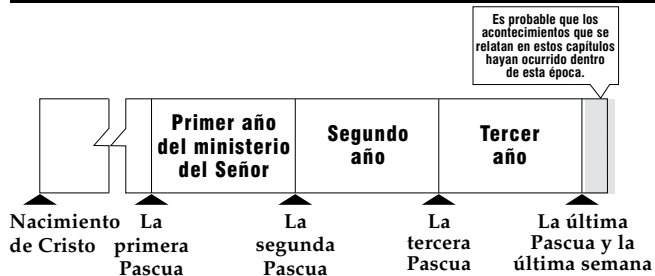 Es probable que los
acontecimientos que se
relatan en estos capítulos
hayan ocurrido dentro
de esta época.
Primer año
del ministerio
del Señor
Segundo
año
Tercer
año
Nacimiento
de Cristo
La
primera
Pascua
La
segunda
Pascua
La
tercera
Pascua
La última
Pascua y la
última semana